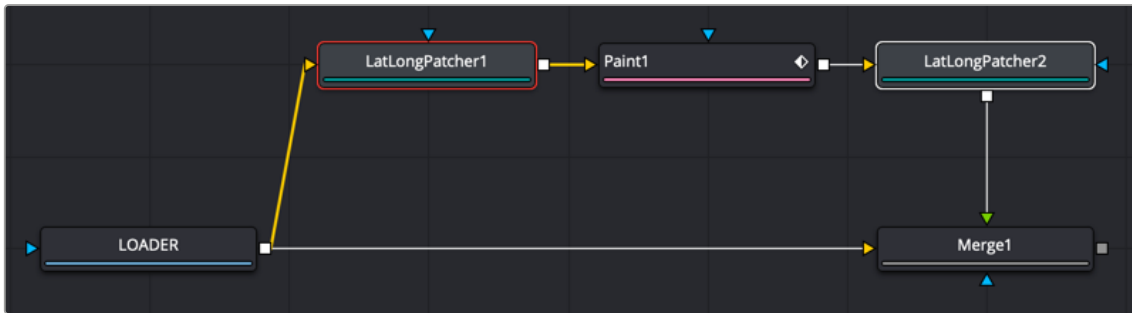 LatLongPatcher1
Paint1
LatLongPatcher2
LOADER
Merge1